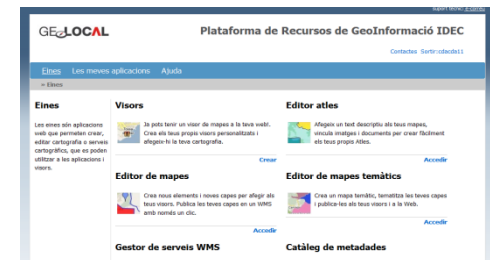 Suport tècnic: e-correu
GEOLOCAL
Plataforma de Recursos de GeoInformació IDEC
Contactes Sortir:cdecda11
Eines Les meves aplicacions Ajuda
» Eines
Eines
Les eines són aplicacions
web que permeten crear,
editar cartografia o serveis
cartogràfics, que es poden
utilitzar a les aplicacions i
visors.
Visors
Ja pots tenir un visor de mapes a la teva web!.
Crea els teus propis visors personalitzats i
afegeix-hi la teva cartografia.
Crear
Editor atles
Afegeix un text descriptiu als teus mapes,
vincula imatges i documents per crear fàcilment
els teus propis Atles.
Accedir
Editor de mapes
Crea nous elements i noves capes per afegir als
teus visors. Publica les teves capes en un WMS
amb només un clic.
Accedir
Editor de mapes temàtics
Crea un mapa temàtic, tematitza les teves capes
i publica-les als teus visors i a la Web.
Accedir
Gestor de serveis WMS
Catàleg de metadades